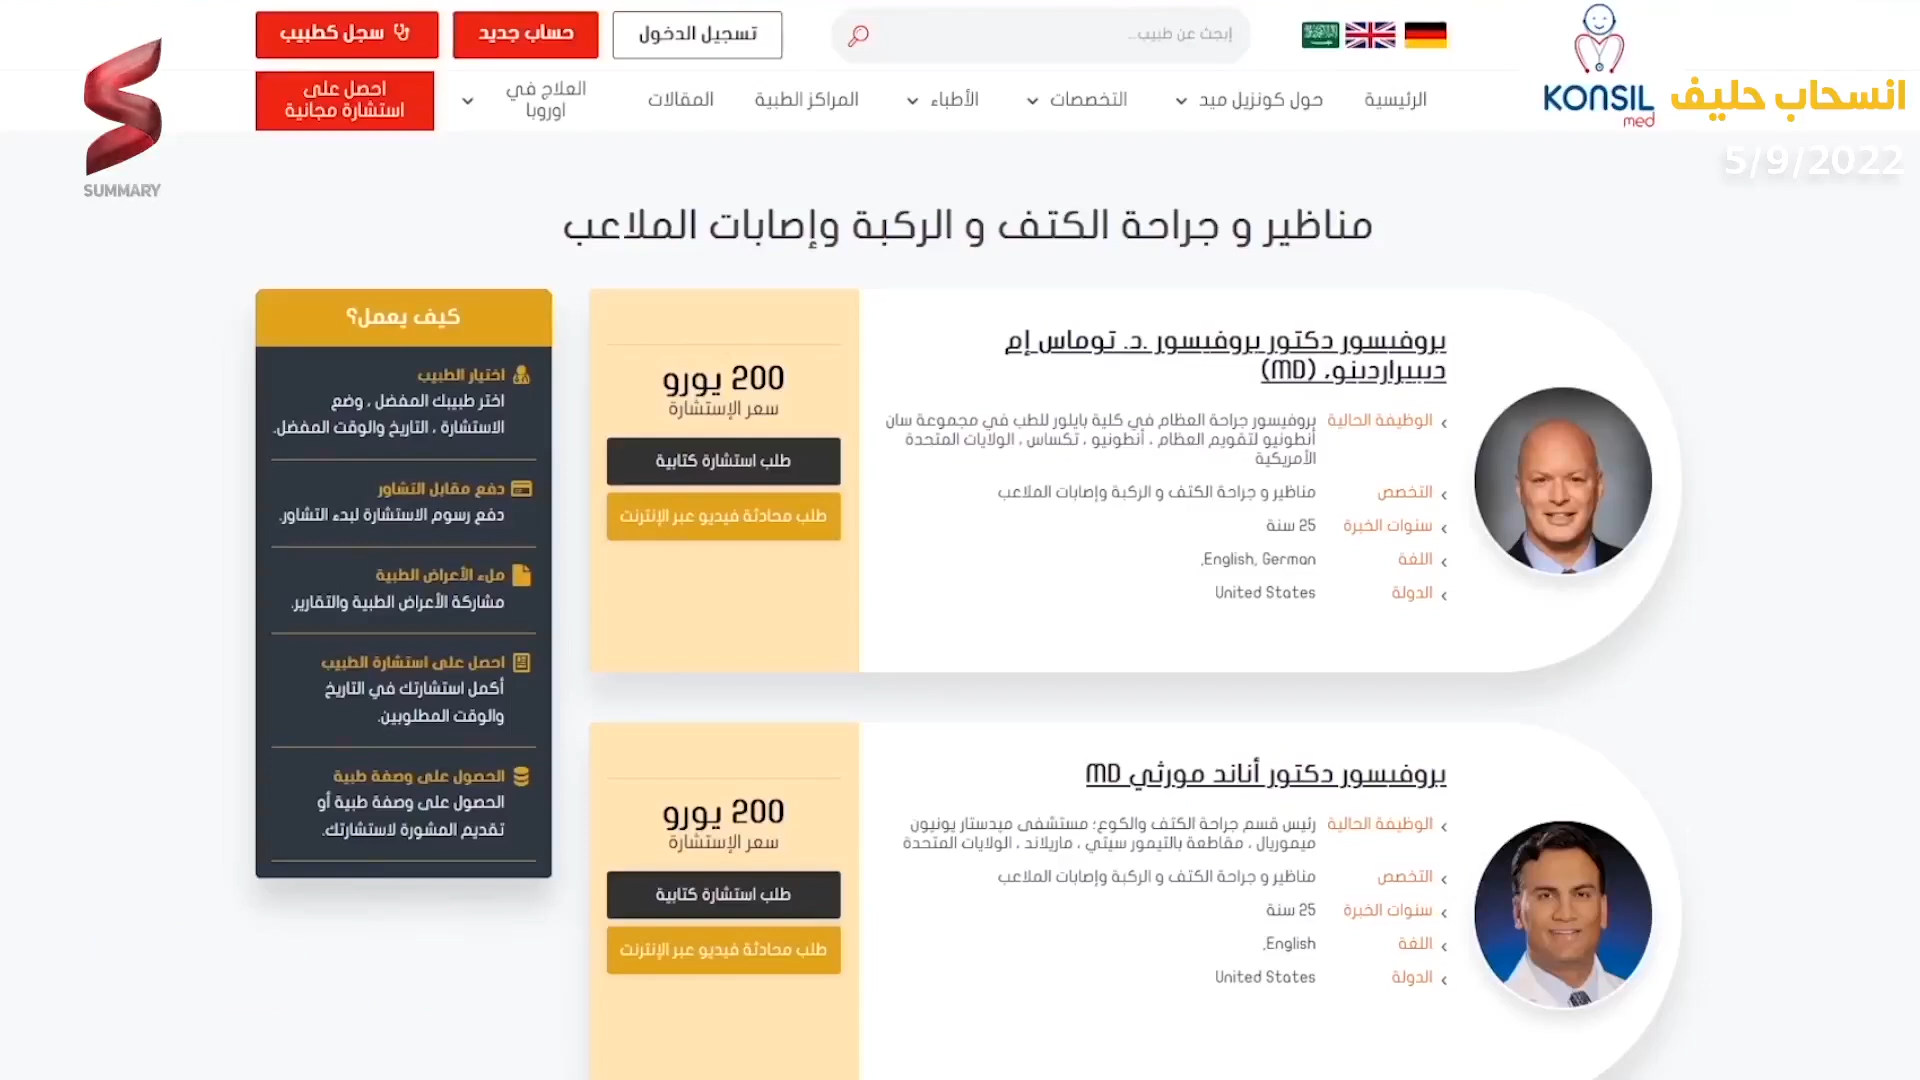 سجل كطبيب
حساب جديد
تسجيل الدخول
إبحث عن طبيب...
KONSIL
med
انسحاب حليف
5/9/2022
SUMMARY
الرئيسية
حول كونزيل ميد
التخصصات
الأطباء
المراكز الطبية
المقالات
العلاج في
اوروبا
احصل على
استشارة مجانية
مناظير و جراحة الكتف و الركبة وإصابات الملاعب
بروفيسور دكتور بروفيسور .د. توماس إم
ديبيراردينو، (MD)
الوظيفة الحالية بروفيسور جراحة العظام في كلية بايلور للطب في مجموعة سان
أنطونيو لتقويم العظام ، أنطونيو ، تكساس ، الولايات المتحدة
الأمريكية
التخصص مناظير و جراحة الكتف و الركبة وإصابات الملاعب
سنوات الخبرة 25 سنة
اللغة English, German,
الدولة United States
200 يورو
سعر الإستشارة
طلب استشارة كتابية
طلب محادثة فيديو عبر الإنترنت
بروفيسور دكتور أناند مورثي MD
الوظيفة الحالية رئيس قسم جراحة الكتف والكوع؛ مستشفى ميدستار يونيون
ميموريال ، مقاطعة بالتيمور سيتي ، ماريلاند ، الولايات المتحدة
التخصص مناظير و جراحة الكتف و الركبة وإصابات الملاعب
سنوات الخبرة 25 سنة
اللغة English,
الدولة United States
200 يورو
سعر الإستشارة
طلب استشارة كتابية
طلب محادثة فيديو عبر الإنترنت
كيف يعمل؟
اختيار الطبيب
اختر طبيبك المفضل ، وضع
الاستشارة ، التاريخ والوقت المفضل.
دفع مقابل التشاور
دفع رسوم الاستشارة لبدء التشاور.
ملء الأعراض الطبية
مشاركة الأعراض الطبية والتقارير.
احصل على استشارة الطبيب
أكمل استشارتك في التاريخ
والوقت المطلوبين.
الحصول على وصفة طبية
الحصول على وصفة طبية أو
تقديم المشورة لاستشارتك.